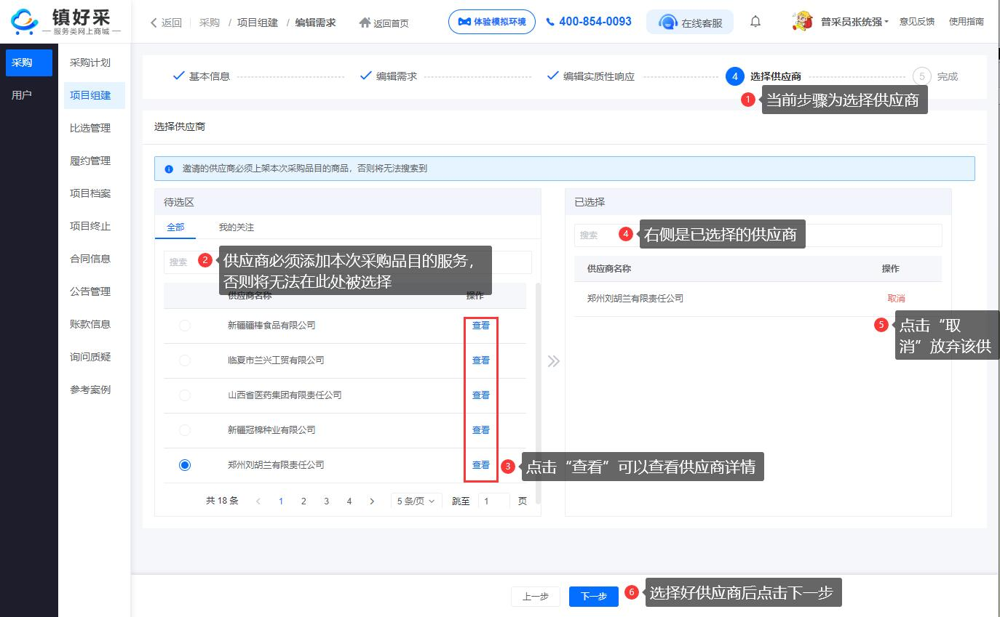 镇好采
服务类网上商城
返回
采购 / 项目组建 / 编辑需求
返回首页
体验模拟环境
400-854-0093
在线客服
普采员张统强
意见反馈
使用指南
采购
用户
采购计划
项目组建
比选管理
履约管理
项目档案
项目终止
合同信息
公告管理
账款信息
询问质疑
参考案例
基本信息
编辑需求
编辑实质性响应
4 选择供应商
5 完成
1 当前步骤为选择供应商
选择供应商
邀请的供应商必须上架本次采购品目的商品，否则将无法搜索到
待选区
全部
我的关注
搜索
2 供应商必须添加本次采购品目的服务，
否则将无法在此处被选择
供应商名称 操作
新疆疆棒食品有限公司 查看
临夏市兰兴工贸有限公司 查看
山西省医药集团有限责任公司 查看
新疆冠棉种业有限公司 查看
郑州刘胡兰有限责任公司 查看
3 点击“查看”可以查看供应商详情
共 18 条 1 2 3 4 5 条/页 跳至 1 页
已选择
搜索
4 右侧是已选择的供应商
供应商名称 操作
郑州刘胡兰有限责任公司 取消
5 点击“取
消”放弃该供
上一步
下一步
6 选择好供应商后点击下一步